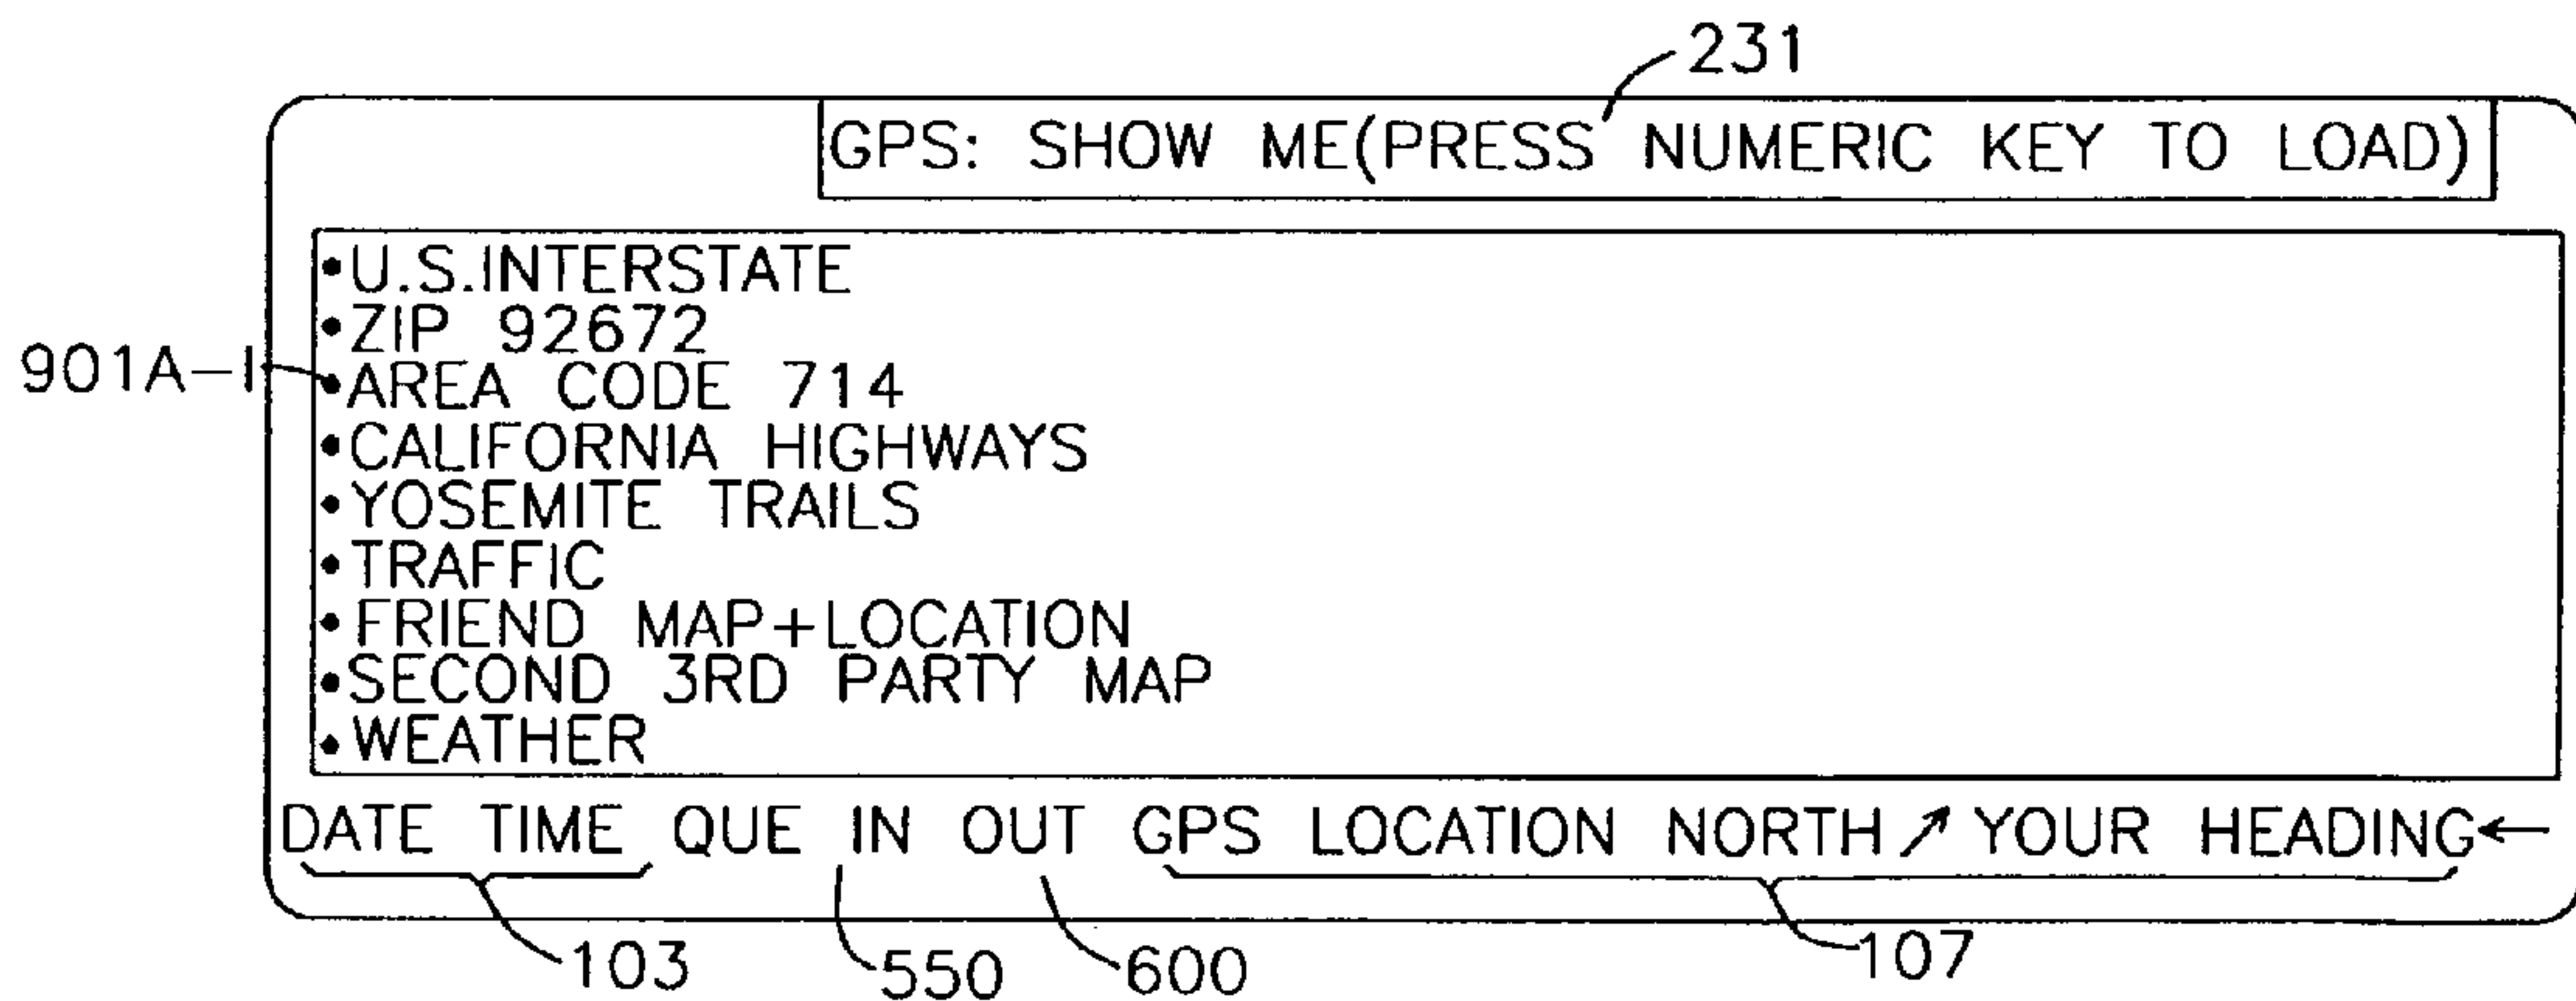 231
GPS: SHOW ME(PRESS NUMERIC KEY TO LOAD)
•U.S.INTERSTATE
•ZIP 92672
901A-I
•AREA CODE 714
•CALIFORNIA HIGHWAYS
•YOSEMITE TRAILS
•TRAFFIC
•FRIEND MAP+LOCATION
•SECOND 3RD PARTY MAP
•WEATHER
DATE TIME QUE IN OUT GPS LOCATION NORTH↗YOUR HEADING←
103 550 600 107